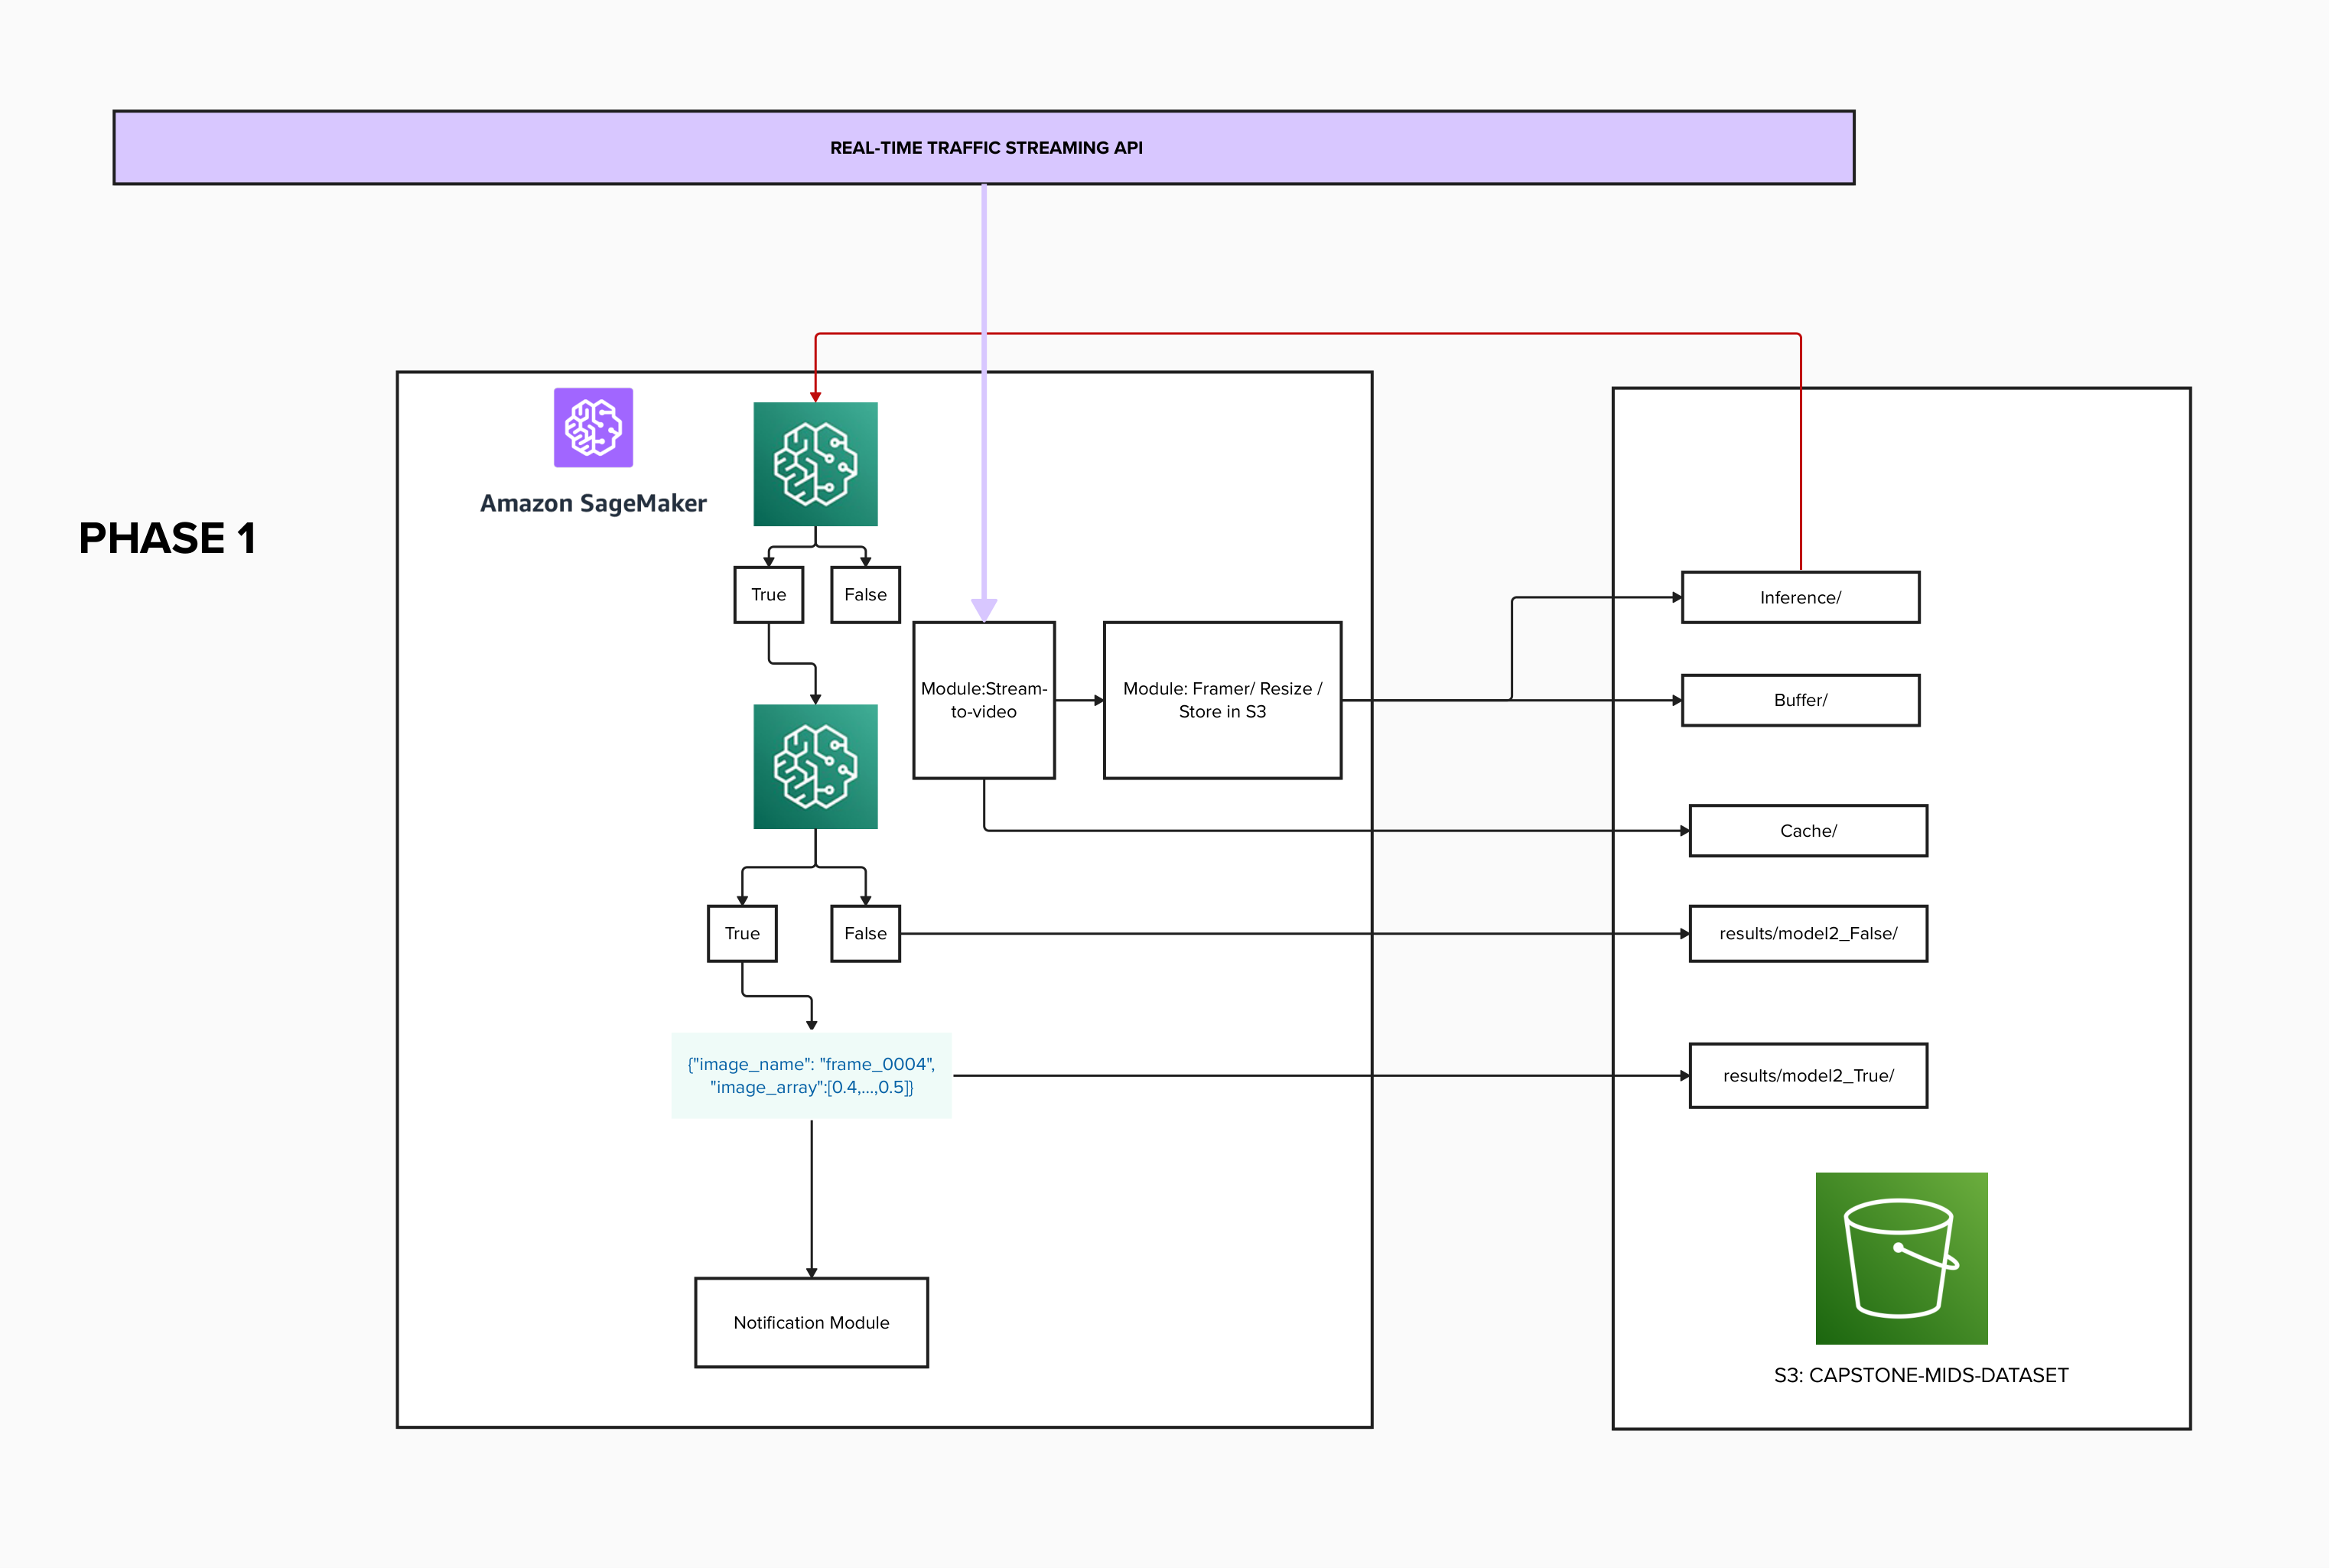 REAL-TIME TRAFFIC STREAMING API
PHASE 1
Amazon SageMaker
True
False
Module:Stream-
to-video
Module: Framer/ Resize /
Store in S3
Inference/
Buffer/
Cache/
True
False
results/model2_False/
{"image_name": "frame_0004",
"image_array":[0.4,...,0.5]}
results/model2_True/
Notification Module
S3: CAPSTONE-MIDS-DATASET